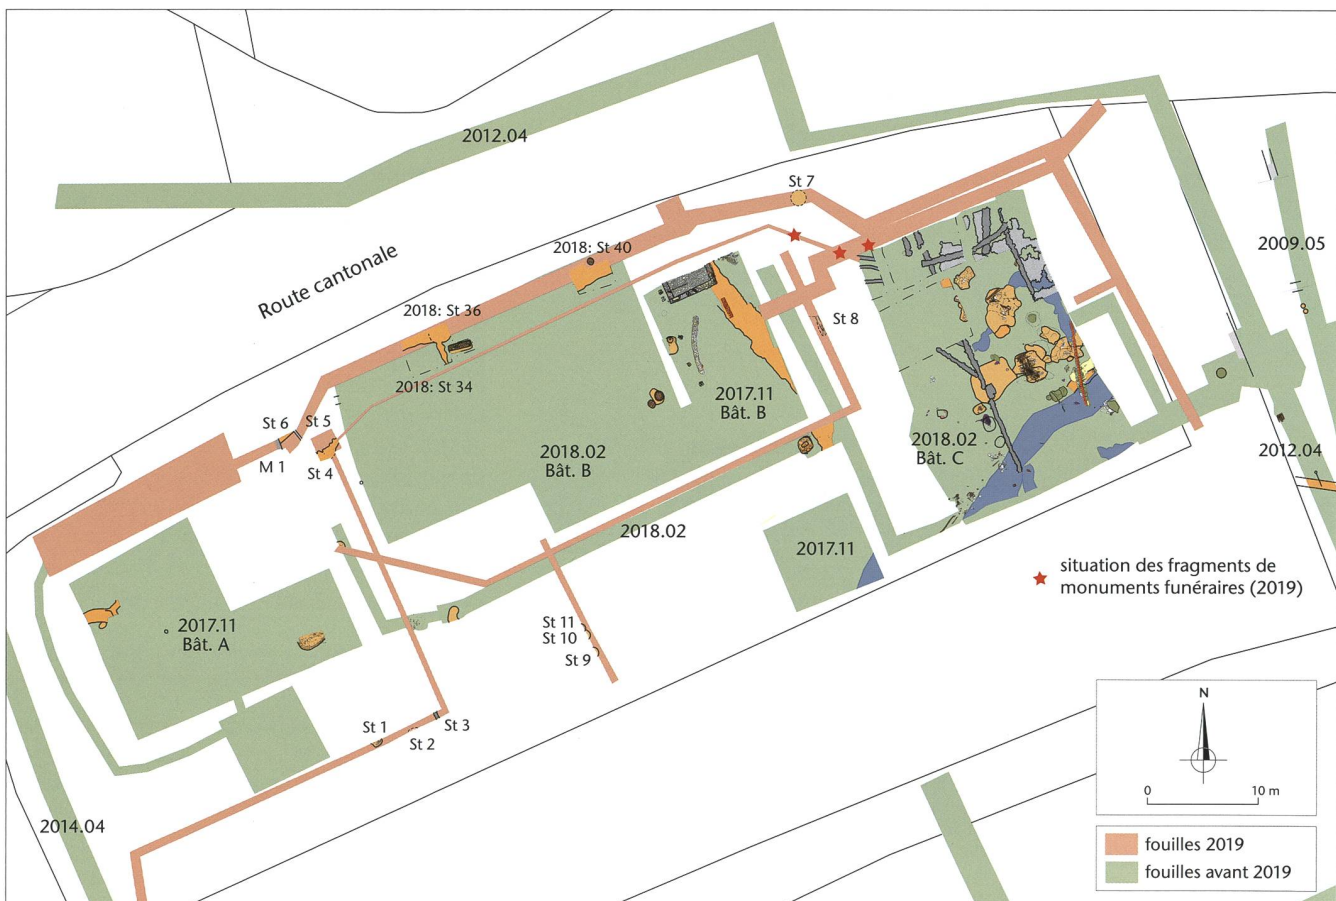 2012.04
St 7
2009.05
Route cantonale
2018: St 40
2018: St 36
St 8
2018: St 34
2017.11
Bât. B
St 6
St 5
M 1
St 4
2018.02
Bât. B
2018.02
Bât. C
2012.04
2018.02
2017.11
situation des fragments de
monuments funéraires (2019)
2017.11
Bât. A
St 11
St 10
St 9
St 1
St 2
St 3
2014.04
N
0
10 m
fouilles 2019
fouilles avant 2019